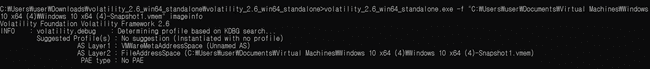 C:₩Users₩user₩Downloads₩volatility_2.6_win64_standalone₩volatility_2.6_win64_standalone>volatility_2.6_win64_standalone.exe -f "C:₩Users₩user₩Documents₩Virtual Machines₩Windows
10 x64 (4)₩Windows 10 x64 (4)-Snapshot1.vmem" imageinfo
Volatility Foundation Volatility Framework 2.6
INFO    : volatility.debug    : Determining profile based on KDBG search...
Suggested Profile(s) : No suggestion (Instantiated with no profile)
AS Layer1 : VMWareMetaAddressSpace (Unnamed AS)
AS Layer2 : FileAddressSpace (C:₩Users₩user₩Documents₩Virtual Machines₩Windows 10 x64 (4)₩Windows 10 x64 (4)-Snapshot1.vmem)
PAE type : No PAE